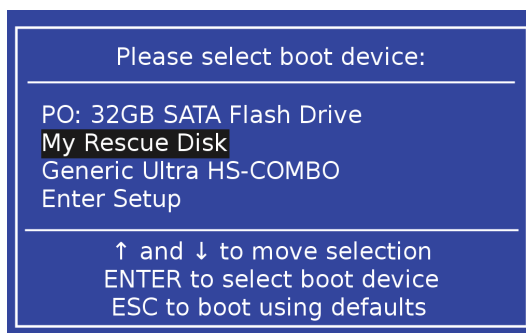 Please select boot device:
PO: 32GB SATA Flash Drive
My Rescue Disk
Generic Ultra HS-COMBO
Enter Setup
↑ and ↓ to move selection
ENTER to select boot device
ESC to boot using defaults